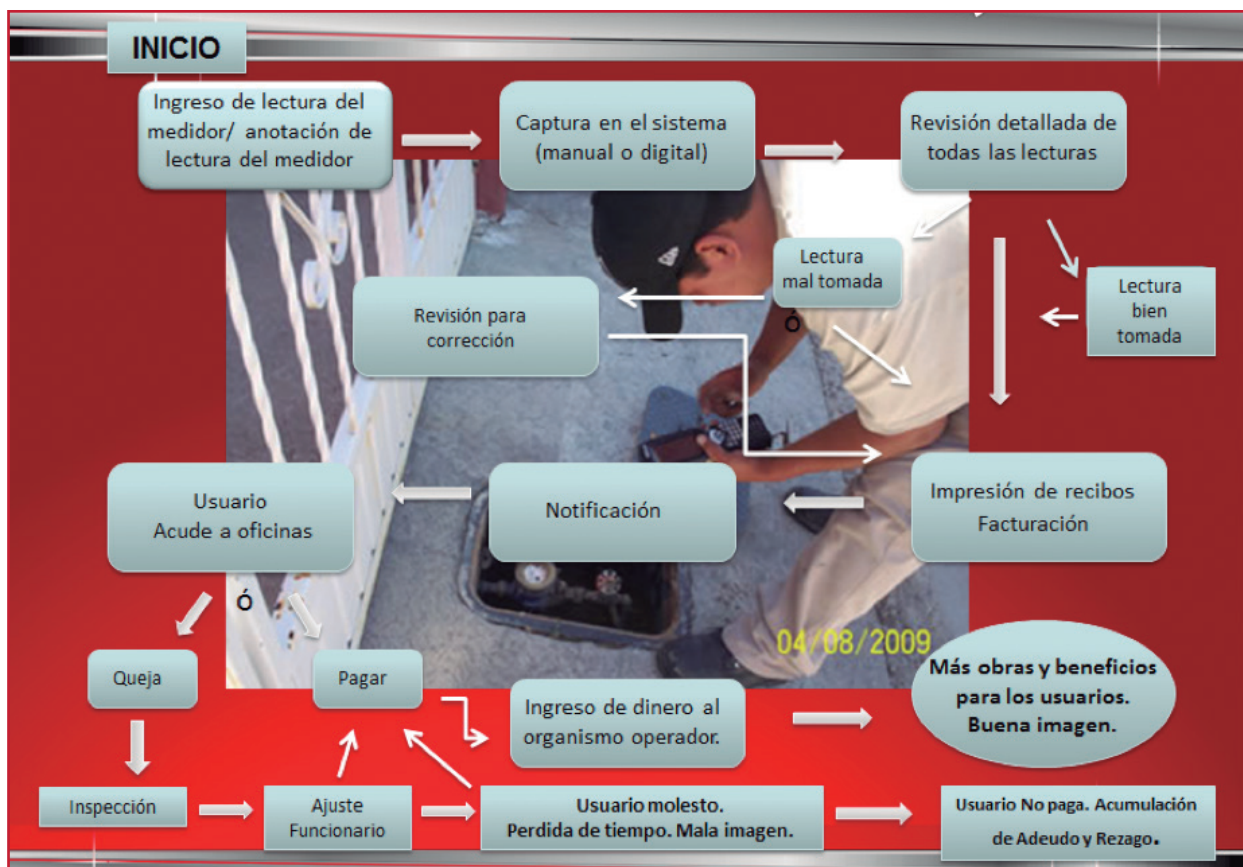 INICIO
Ingreso de lectura del
medidor/ anotación de
lectura del medidor
Captura en el sistema
(manual o digital)
Revisión detallada de
todas las lecturas
Lectura
mal tomada
Ó
Lectura
bien
tomada
Revisión para
corrección
Usuario
Acude a oficinas
Notificación
Impresión de recibos
Facturación
Ó
04/08/2009
Queja
Pagar
Ingreso de dinero al
organismo operador.
Más obras y beneficios
para los usuarios.
Buena imagen.
Inspección
Ajuste
Funcionario
Usuario molesto.
Perdida de tiempo. Mala imagen.
Usuario No paga. Acumulación
de Adeudo y Rezago.